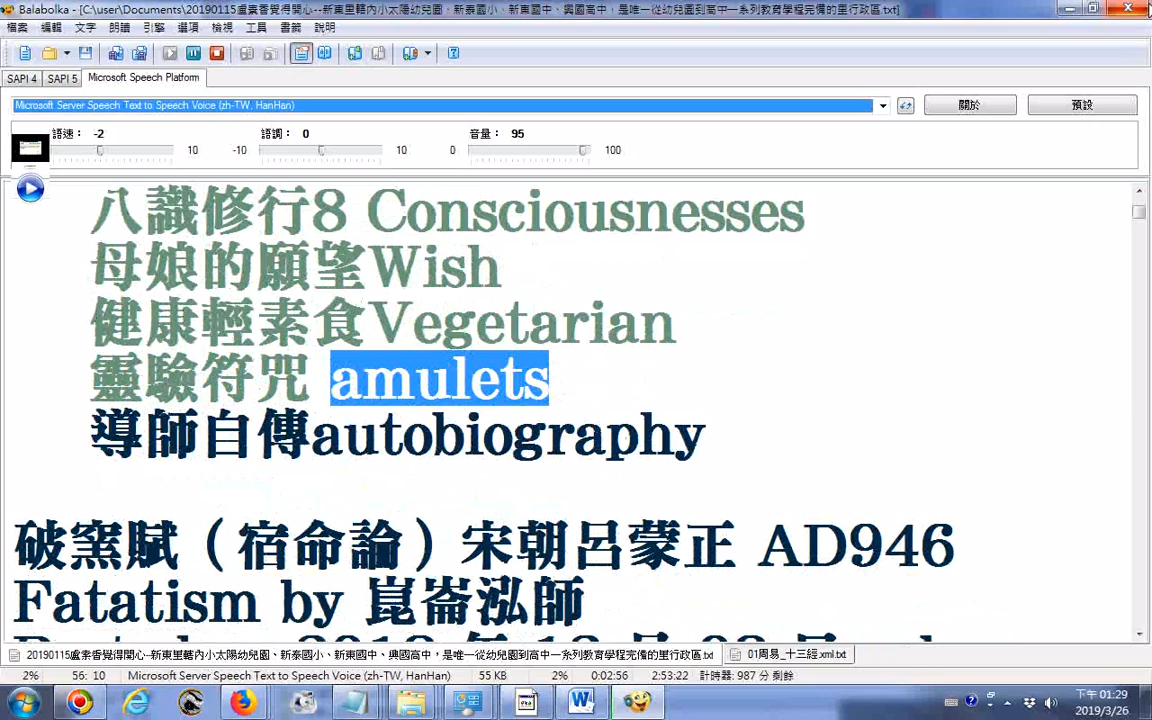 Balabolka - [C:\user\Documents\20190115盧素香覺得開心--新東里轄內小太陽幼兒園、新泰國小、新東國中、興國高中，是唯一從幼兒園到高中一系列教育學程完備的里行政區.txt]
檔案 編輯 文字 朗讀 引擎 選項 檢視 工具 書籤 說明
SAPI 4 SAPI 5 Microsoft Speech Platform
Microsoft Server Speech Text to Speech Voice (zh-TW, HanHan) 關於 預設
語速： -2 語調： 0 音量： 95
10 -10 10 0 100
八識修行8 Consciousnesses
母娘的願望Wish
健康輕素食Vegetarian
靈驗符咒 amulets
導師自傳autobiography
破窯賦（宿命論）宋朝呂蒙正 AD946
Fatatism by 崑崙泓師
20190115盧素香覺得開心--新東里轄內小太陽幼兒園、新泰國小、新東國中、興國高中，是唯一從幼兒園到高中一系列教育學程完備的里行政區.txt 01周易_十三經.xml.txt
2% 56: 10 Microsoft Server Speech Text to Speech Voice (zh-TW, HanHan) 55 KB 2% 0:02:56 2:53:22 計時器: 987 分 剩餘
下午 01:29
2019/3/26